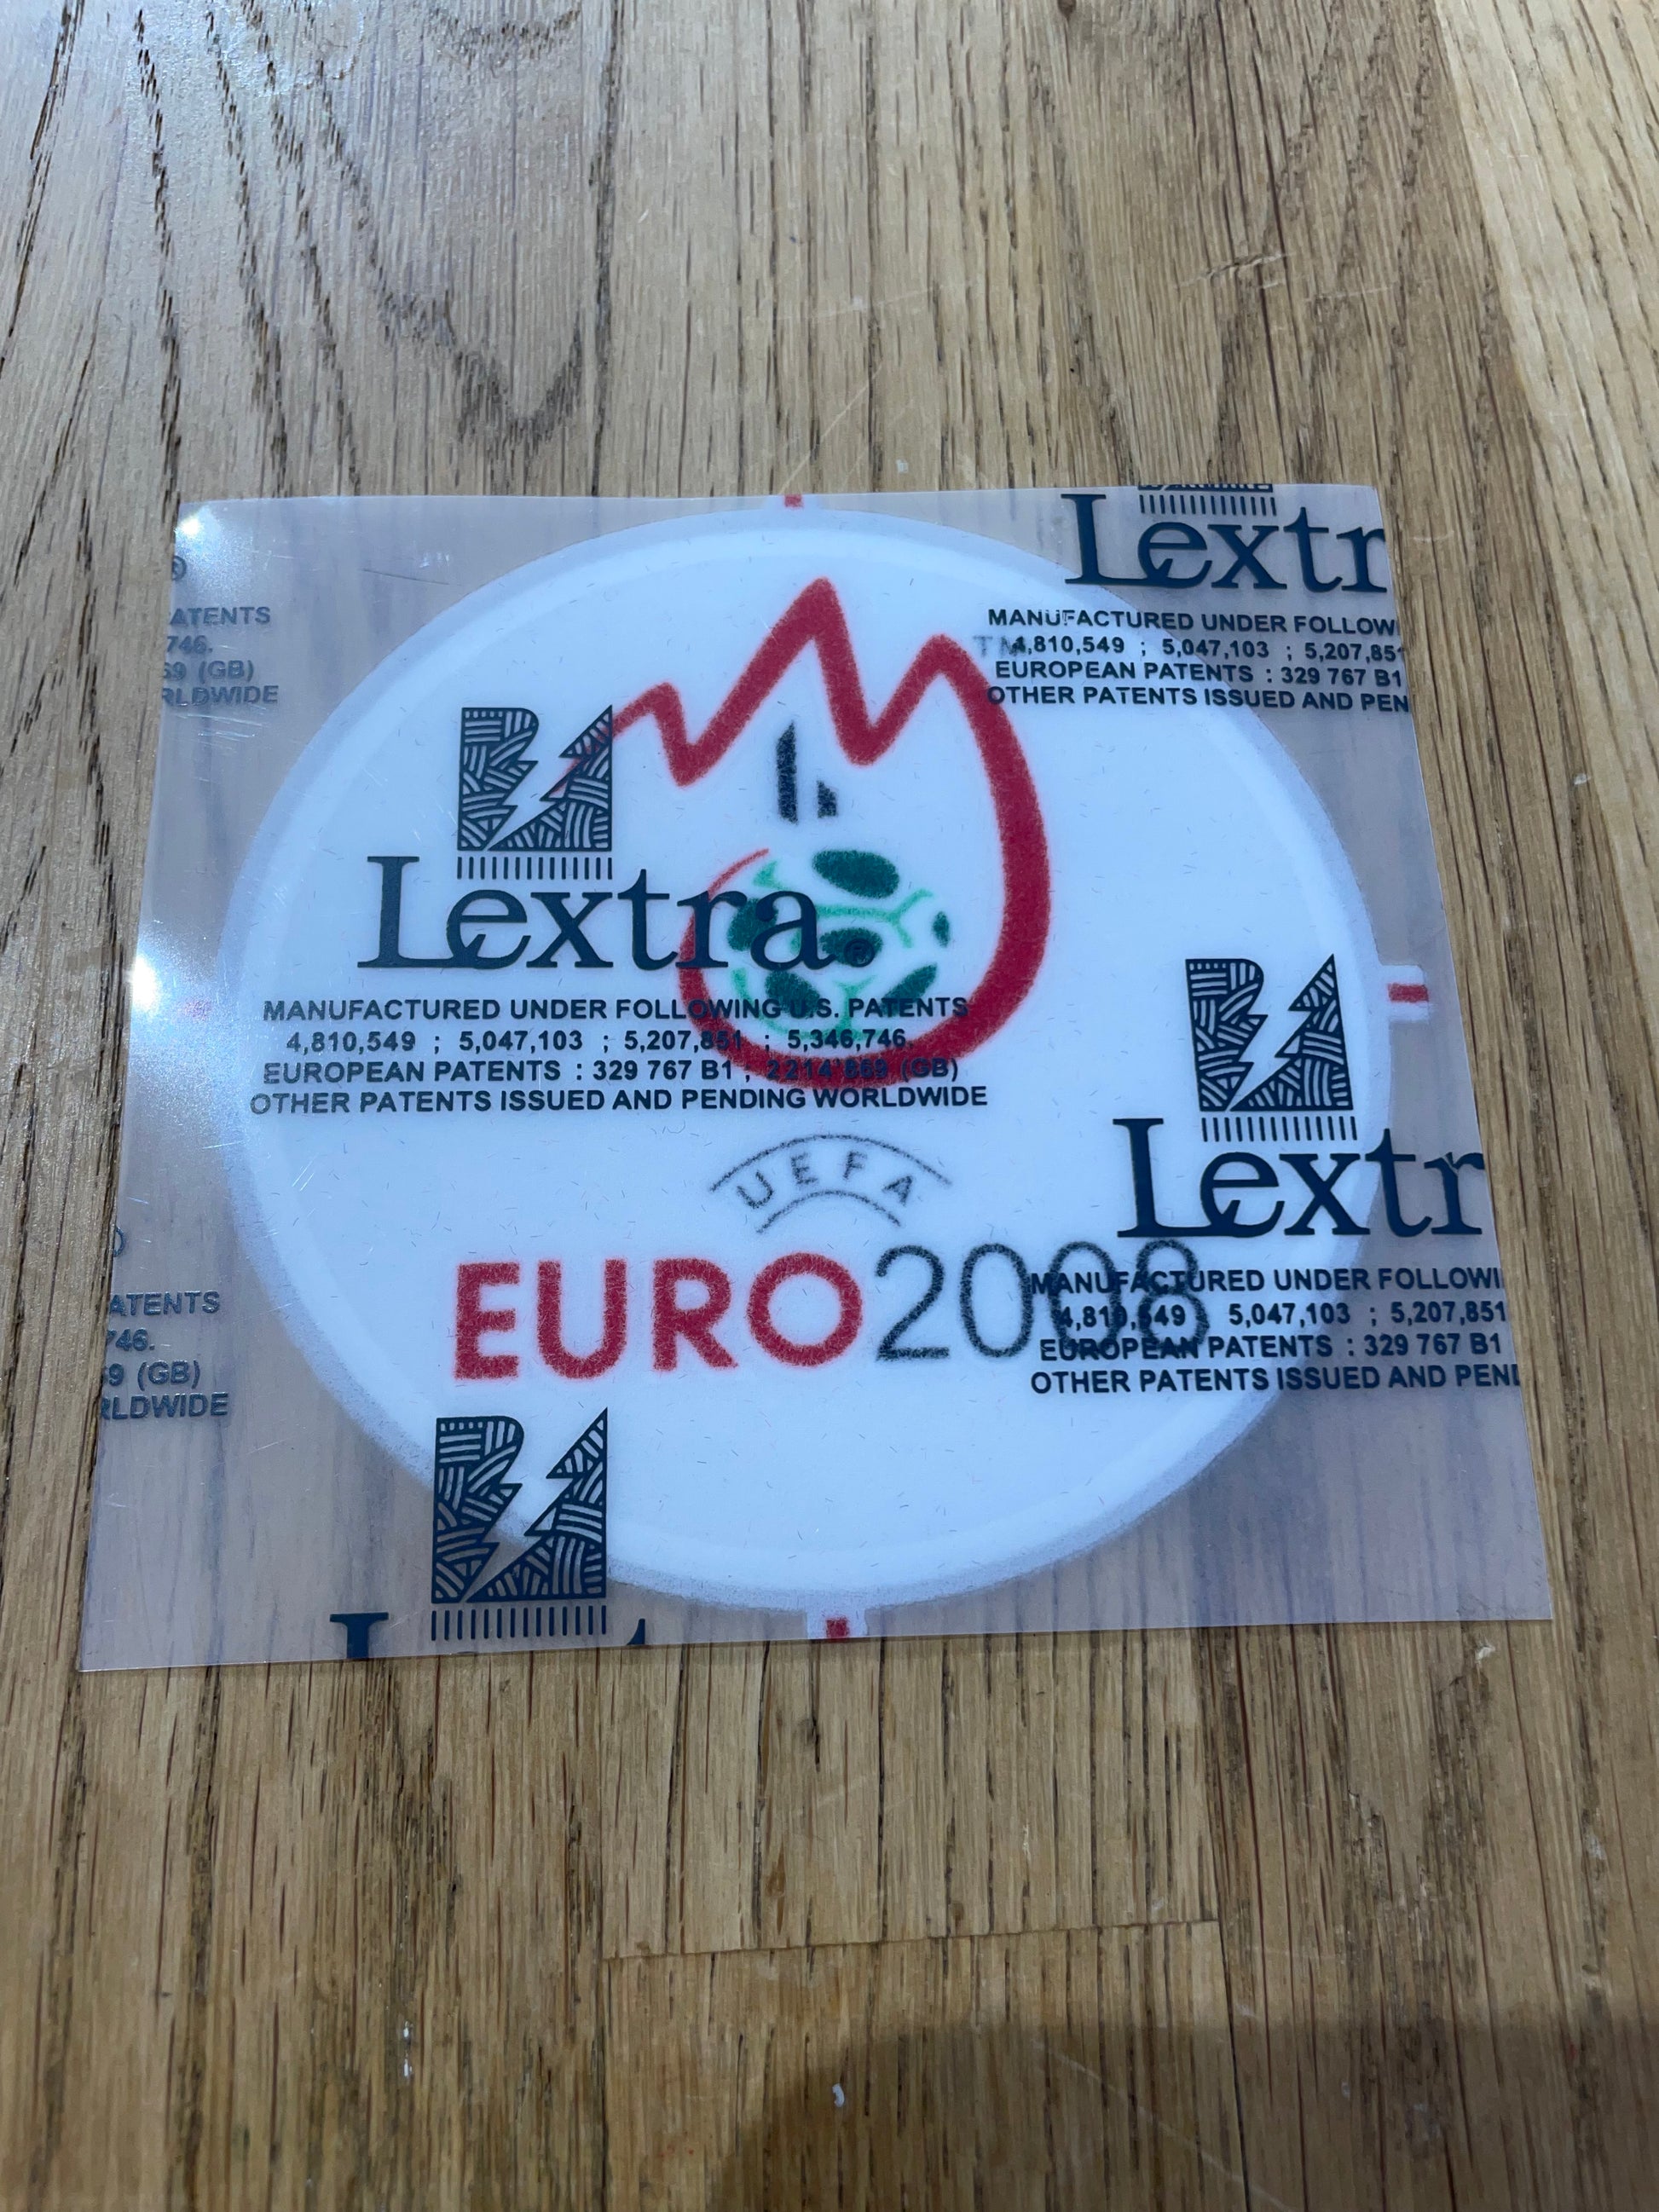 Lextr
MANUFACTURED UNDER FOLLOWI
4,810,549 ; 5,047,103 ; 5,207,851
EUROPEAN PATENTS : 329 767 B1
OTHER PATENTS ISSUED AND PEN
TM
®
ATENTS
746.
69 (GB)
RLDWIDE
Lextra®
MANUFACTURED UNDER FOLLOWING U.S. PATENTS
4,810,549 ; 5,047,103 ; 5,207,851 ; 5,346,746.
EUROPEAN PATENTS : 329 767 B1 ; 2214 869 (GB)
OTHER PATENTS ISSUED AND PENDING WORLDWIDE
UEFA
EURO2008
Lextr
MANUFACTURED UNDER FOLLOWI
4,810,549 5,047,103 ; 5,207,851
EUROPEAN PATENTS : 329 767 B1
OTHER PATENTS ISSUED AND PEN
ATENTS
746.
9 (GB)
RLDWIDE